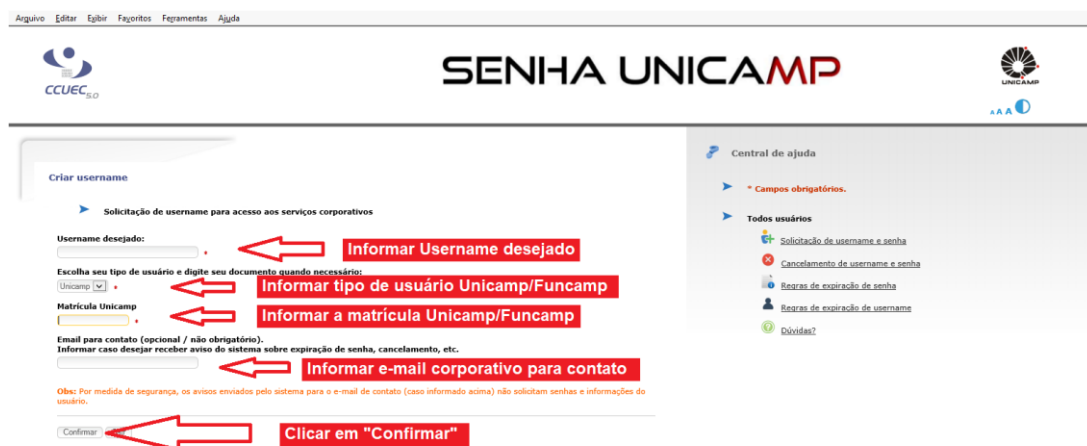 Arquivo Editar Exibir Favoritos Ferramentas Ajuda
CCUEC 5.0
SENHA UNICAMP
UNICAMP
A A A
Criar username
Solicitação de username para acesso aos serviços corporativos
Username desejado:
*
Informar Username desejado
Escolha seu tipo de usuário e digite seu documento quando necessário:
Unicamp *
Informar tipo de usuário Unicamp/Funcamp
Matrícula Unicamp
*
Informar a matrícula Unicamp/Funcamp
Email para contato (opcional / não obrigatório).
Informar caso desejar receber aviso do sistema sobre expiração de senha, cancelamento, etc.
Informar e-mail corporativo para contato
Obs: Por medida de segurança, os avisos enviados pelo sistema para o e-mail de contato (caso informado acima) não solicitam senhas e informações do
usuário.
Confirmar
Clicar em "Confirmar"
Central de ajuda
* Campos obrigatórios.
Todos usuários
Solicitação de username e senha
Cancelamento de username e senha
Regras de expiração de senha
Regras de expiração de username
Dúvidas?